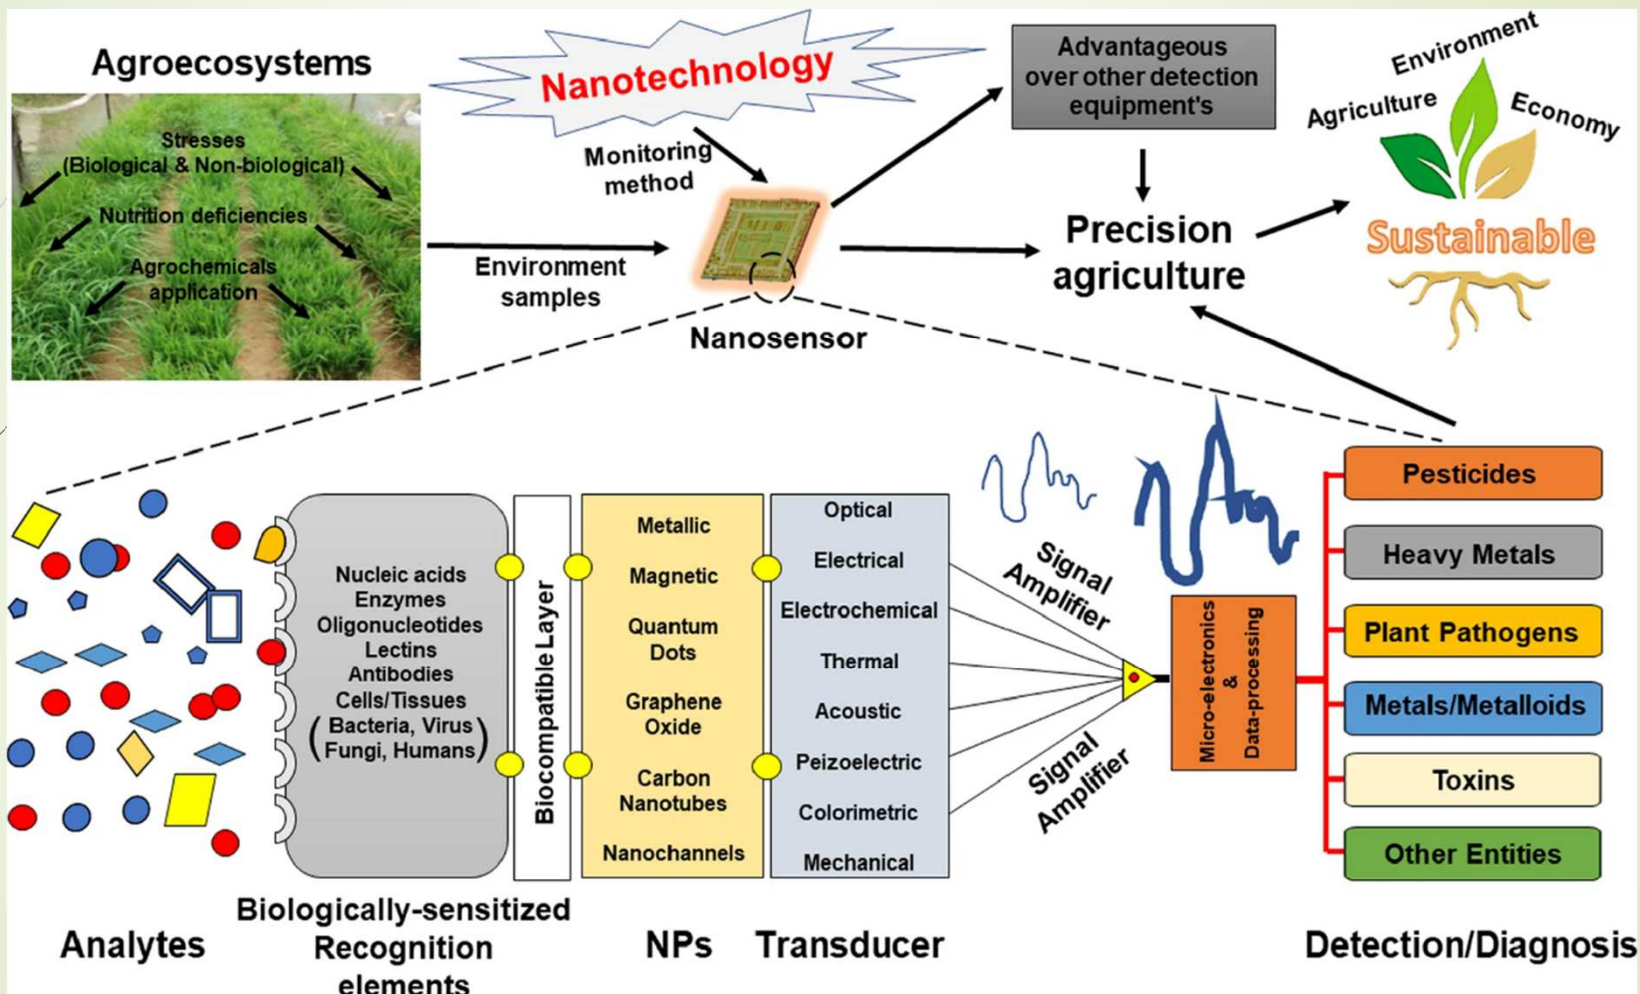 Agroecosystems
Stresses
(Biological & Non-biological)
Nutrition deficiencies
Agrochemicals
application
Nanotechnology
Monitoring
method
Environment
samples
Nanosensor
Advantageous
over other detection
equipment's
Precision
agriculture
Environment
Agriculture
Economy
Sustainable
Nucleic acids
Enzymes
Oligonucleotides
Lectins
Antibodies
Cells/Tissues
(Bacteria, Virus
Fungi, Humans)
Biocompatible Layer
Metallic
Magnetic
Quantum
Dots
Graphene
Oxide
Carbon
Nanotubes
Nanochannels
Optical
Electrical
Electrochemical
Thermal
Acoustic
Peizoelectric
Colorimetric
Mechanical
Signal
Amplifier
Signal
Amplifier
Micro-electronics
&
Data-processing
Pesticides
Heavy Metals
Plant Pathogens
Metals/Metalloids
Toxins
Other Entities
Analytes
Biologically-sensitized
Recognition
elements
NPs
Transducer
Detection/Diagnosis